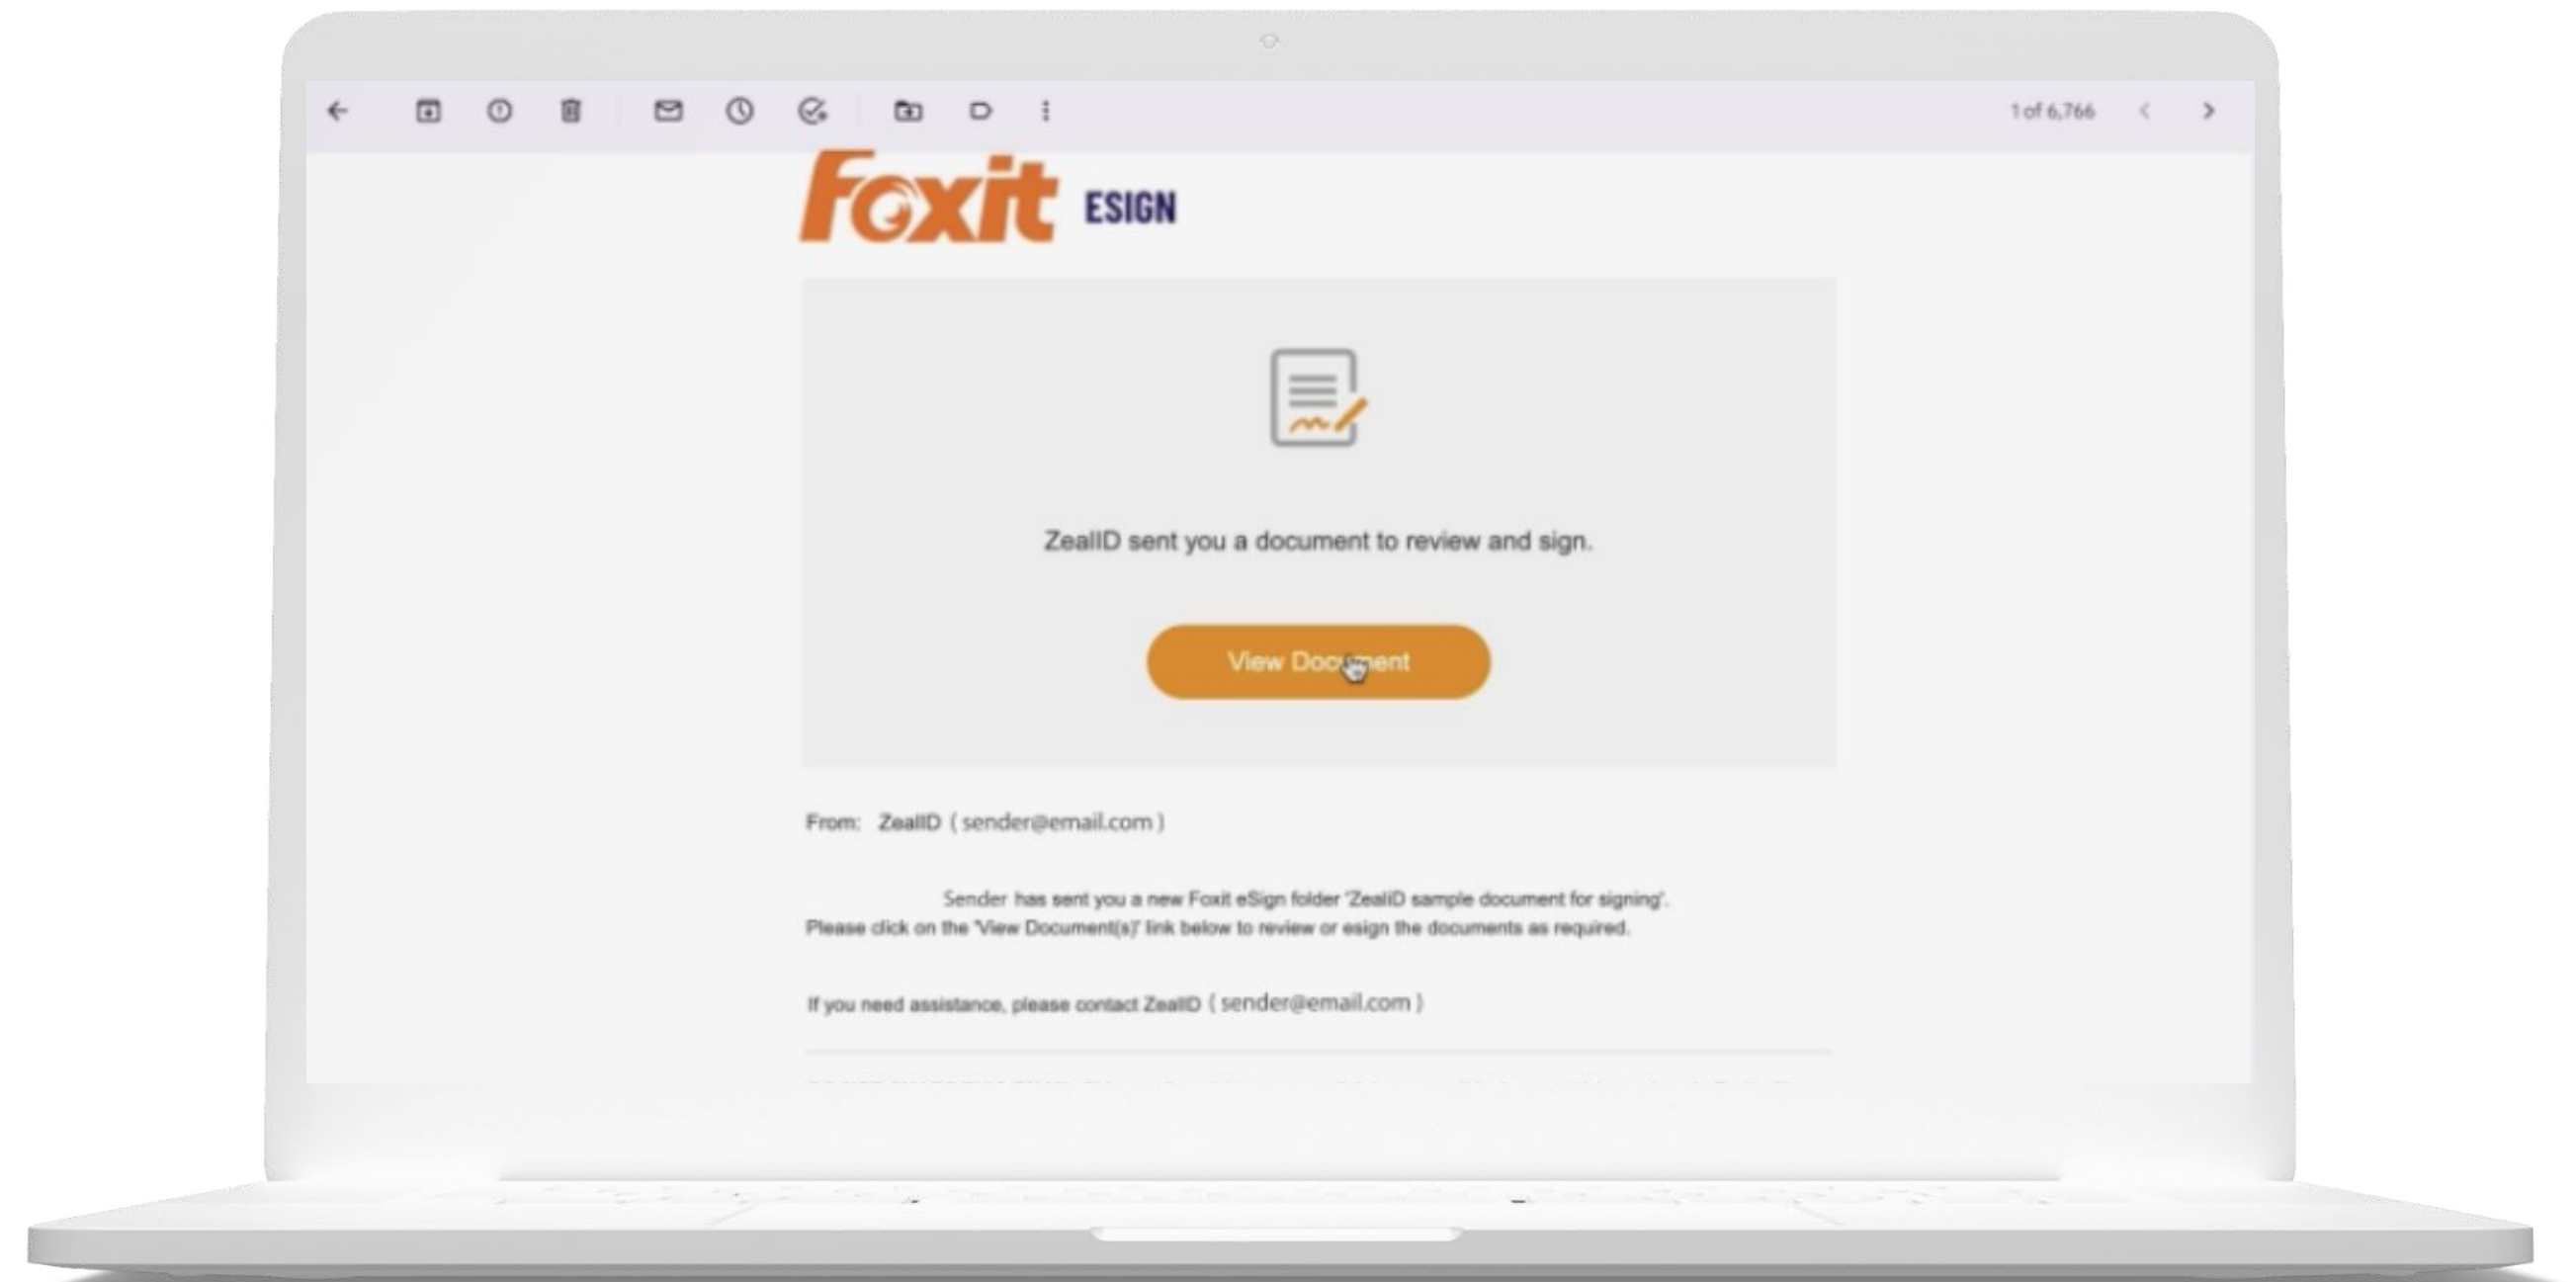 1 of 6,766
Foxit ESIGN
ZealID sent you a document to review and sign.
View Document
From: ZealID ( sender@email.com )
Sender has sent you a new Foxit eSign folder 'ZealiD sample document for signing'.
Please click on the 'View Document(s)' link below to review or esign the documents as required.
If you need assistance, please contact ZealID ( sender@email.com )